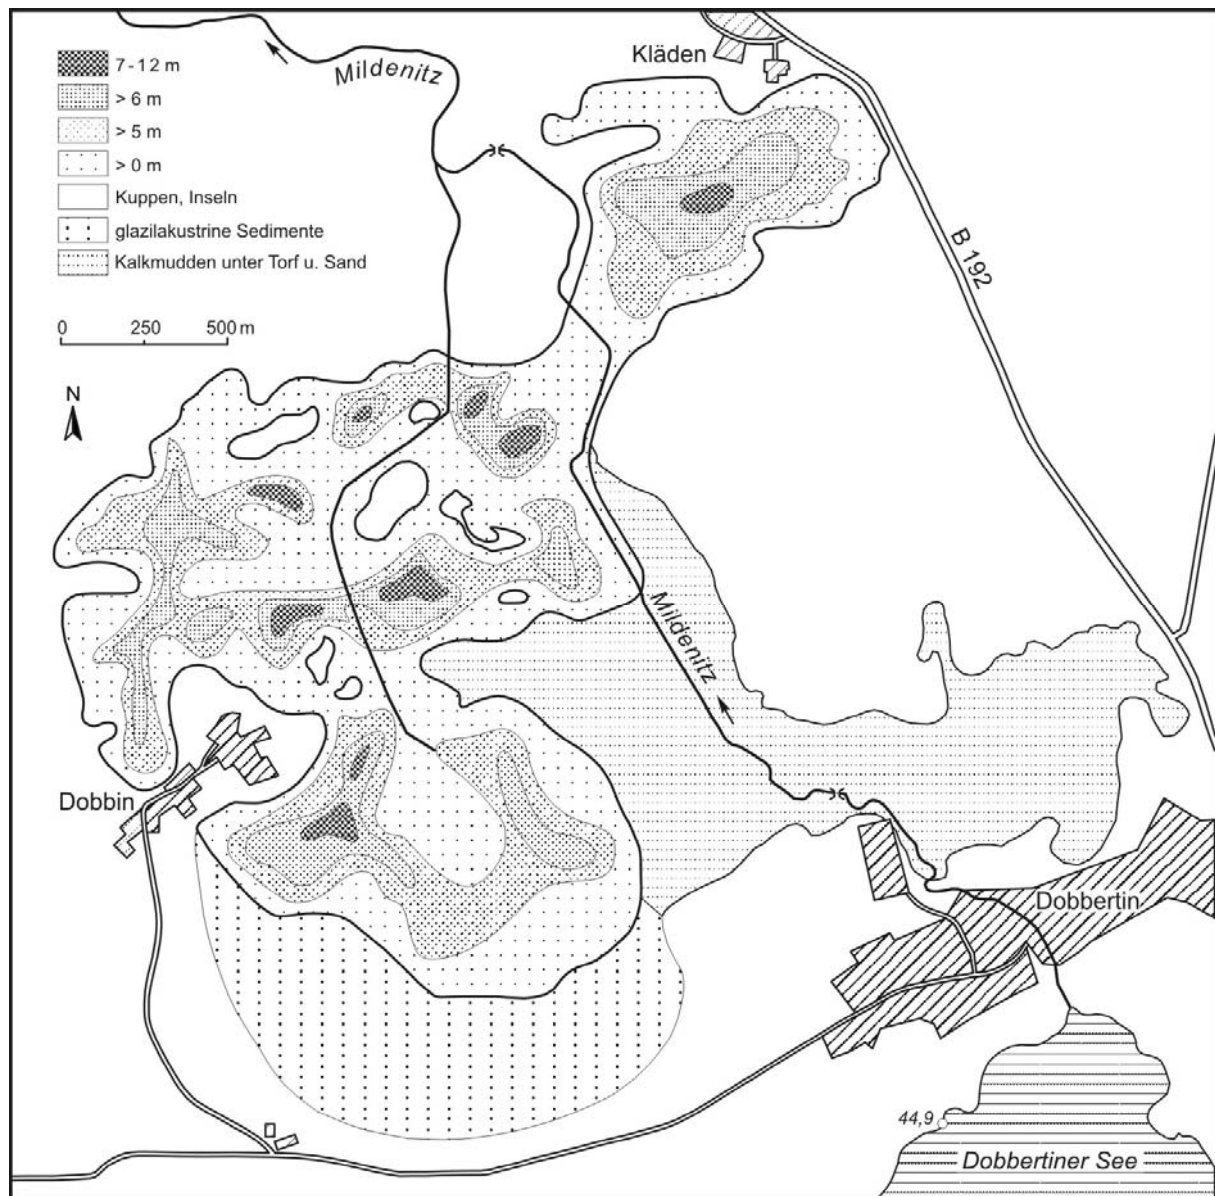 Kläden
Mildenitz
7-12 m
> 6 m
> 5 m
> 0 m
Kuppen, Inseln
glazilakustrine Sedimente
Kalkmudden unter Torf u. Sand
0 250 500 m
N
B 192
Mildenitz
Dobbin
Dobbertin
44,9
Dobbertiner See